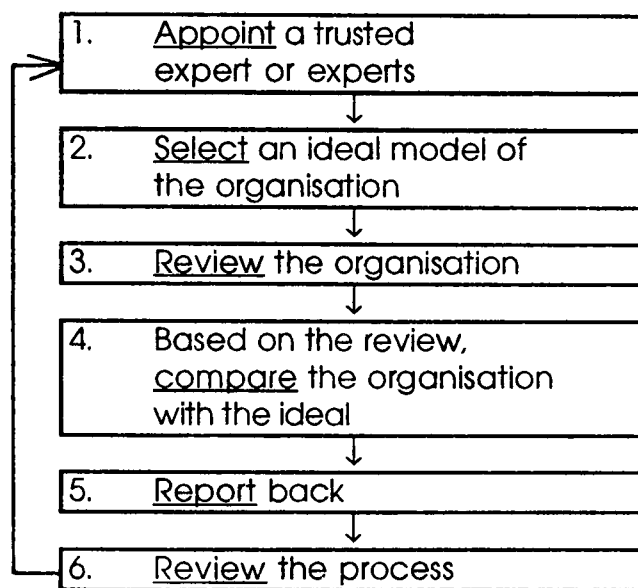 1. Appoint a trusted
expert or experts
2. Select an ideal model of
the organisation
3. Review the organisation
4. Based on the review,
compare the organisation
with the ideal
5. Report back
6. Review the process